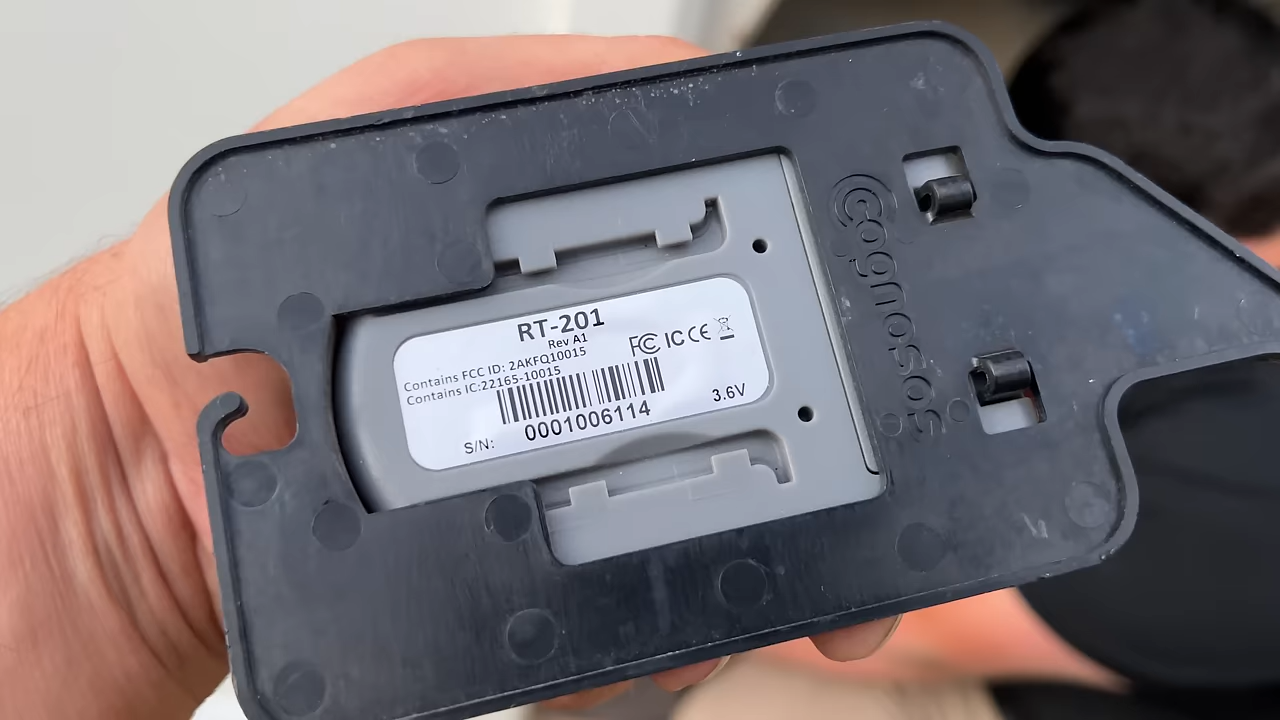 RT-201
Rev A1
Contains FCC ID: 2AKFQ10015
Contains IC:22165-10015
FC IC CE
S/N: 0001006114
3.6V
Cognosos